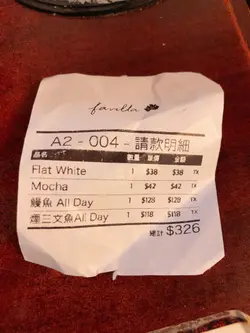 favilla
A2 - 004 - 請款明細
品名 數量 單價 金額
Flat White 1 $38 $38 TX
Mocha 1 $42 $42 TX
鰻魚 All Day 1 $128 $128 TX
煙三文魚All Day 1 $118 $118 TX
總計 $326